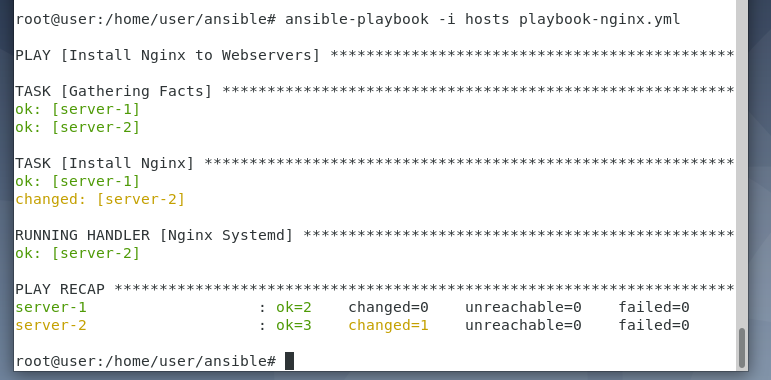 root@user:/home/user/ansible# ansible-playbook -i hosts playbook-nginx.yml
PLAY [Install Nginx to Webservers] *********************************************
TASK [Gathering Facts] *********************************************************
ok: [server-1]
ok: [server-2]
TASK [Install Nginx] ***********************************************************
ok: [server-1]
changed: [server-2]
RUNNING HANDLER [Nginx Systemd] ************************************************
ok: [server-2]
PLAY RECAP *********************************************************************
server-1                   : ok=2    changed=0    unreachable=0    failed=0
server-2                   : ok=3    changed=1    unreachable=0    failed=0
root@user:/home/user/ansible#